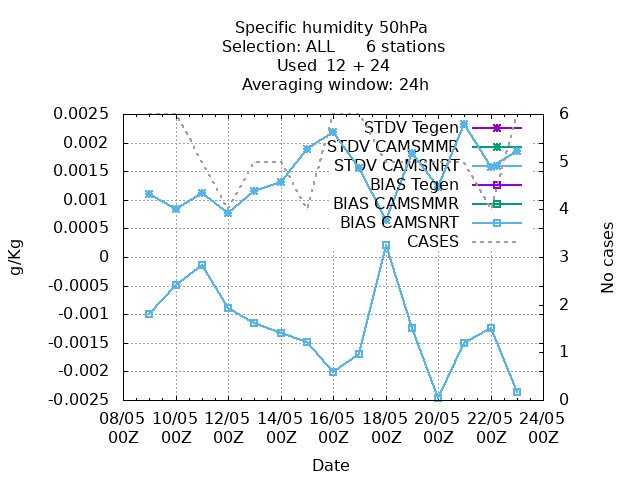 Specific humidity 50hPa
Selection: ALL 6 stations
Used 12 + 24
Averaging window: 24h
0.0025
0.002
0.0015
0.001
0.0005
0
-0.0005
-0.001
-0.0015
-0.002
-0.0025
g/Kg
STDV Tegen
STDV CAMSMMR
STDV CAMSNRT
BIAS Tegen
BIAS CAMSMMR
BIAS CAMSNRT
CASES
6
5
4
3
2
1
0
No cases
08/05 10/05 12/05 14/05 16/05 18/05 20/05 22/05 24/05
00Z 00Z 00Z 00Z 00Z 00Z 00Z 00Z 00Z
Date